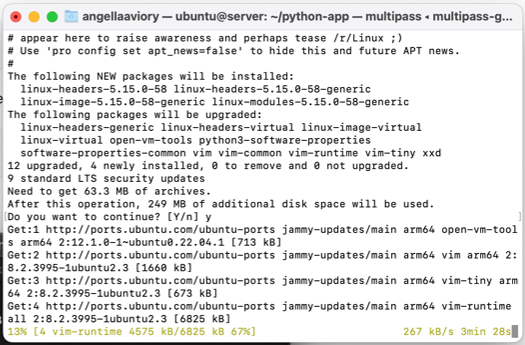 angellaaviory — ubuntu@server: ~/python-app — multipass ◂ multipass-g...
# appear here to raise awareness and perhaps tease /r/Linux ;)
# Use 'pro config set apt_news=false' to hide this and future APT news.
#
The following NEW packages will be installed:
  linux-headers-5.15.0-58 linux-headers-5.15.0-58-generic
  linux-image-5.15.0-58-generic linux-modules-5.15.0-58-generic
The following packages will be upgraded:
  linux-headers-generic linux-headers-virtual linux-image-virtual
  linux-virtual open-vm-tools python3-software-properties
  software-properties-common vim vim-common vim-runtime vim-tiny xxd
12 upgraded, 4 newly installed, 0 to remove and 0 not upgraded.
9 standard LTS security updates
Need to get 63.3 MB of archives.
After this operation, 249 MB of additional disk space will be used.
Do you want to continue? [Y/n] y
Get:1 http://ports.ubuntu.com/ubuntu-ports jammy-updates/main arm64 open-vm-tool
s arm64 2:12.1.0-1~ubuntu0.22.04.1 [713 kB]
Get:2 http://ports.ubuntu.com/ubuntu-ports jammy-updates/main arm64 vim arm64 2:
8.2.3995-1ubuntu2.3 [1660 kB]
Get:3 http://ports.ubuntu.com/ubuntu-ports jammy-updates/main arm64 vim-tiny arm
64 2:8.2.3995-1ubuntu2.3 [673 kB]
Get:4 http://ports.ubuntu.com/ubuntu-ports jammy-updates/main arm64 vim-runtime
all 2:8.2.3995-1ubuntu2.3 [6825 kB]
13% [4 vim-runtime 4575 kB/6825 kB 67%] 267 kB/s 3min 28s